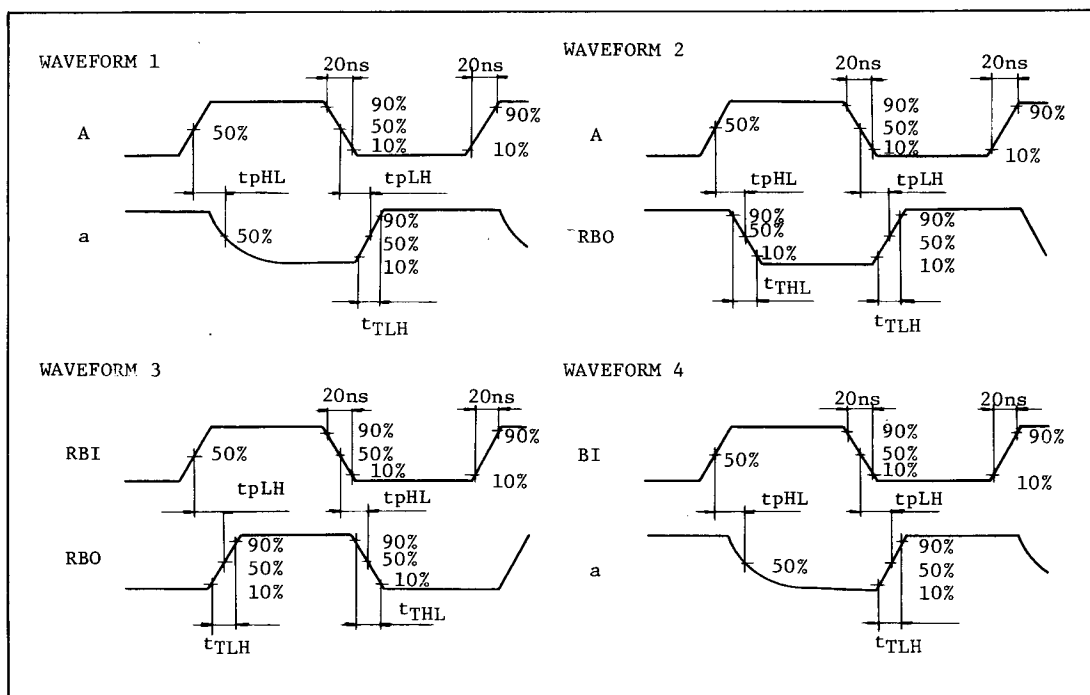 WAVEFORM 1
20ns
20ns
A
50%
90%
50%
10%
90%
10%
tpHL
tpLH
a
50%
90%
50%
10%
tTLH
WAVEFORM 2
20ns
20ns
A
50%
90%
50%
10%
90%
10%
tpHL
tpLH
RBO
90%
50%
10%
90%
50%
10%
tTHL
tTLH
WAVEFORM 3
20ns
20ns
RBI
50%
90%
50%
10%
90%
10%
tpLH
tpHL
RBO
90%
50%
10%
90%
50%
10%
tTLH
tTHL
WAVEFORM 4
20ns
20ns
BI
50%
90%
50%
10%
90%
10%
tpHL
tpLH
a
50%
90%
50%
10%
tTLH